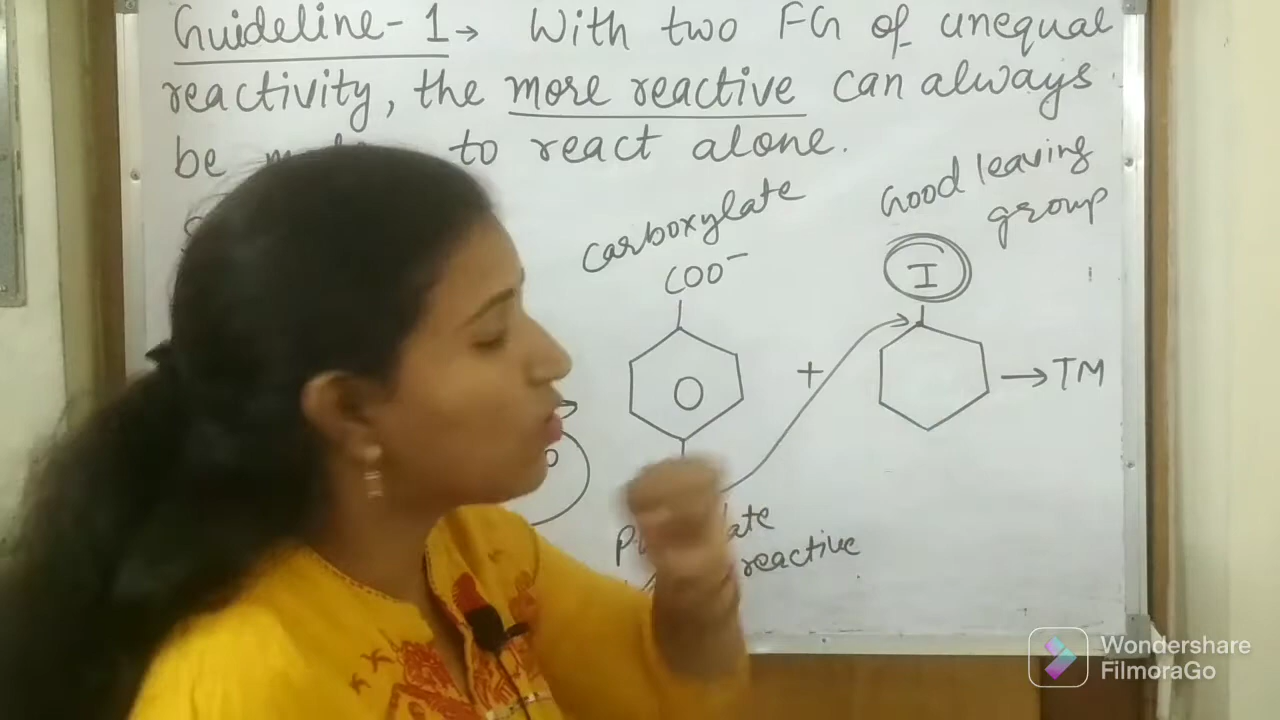 Guideline-1→ With two FG of unequal
reactivity, the more reactive can always
be to react alone.
Good leaving
group
carboxylate
COO⁻
I
+
→ TM
reactive
Wondershare
FilmoraGo